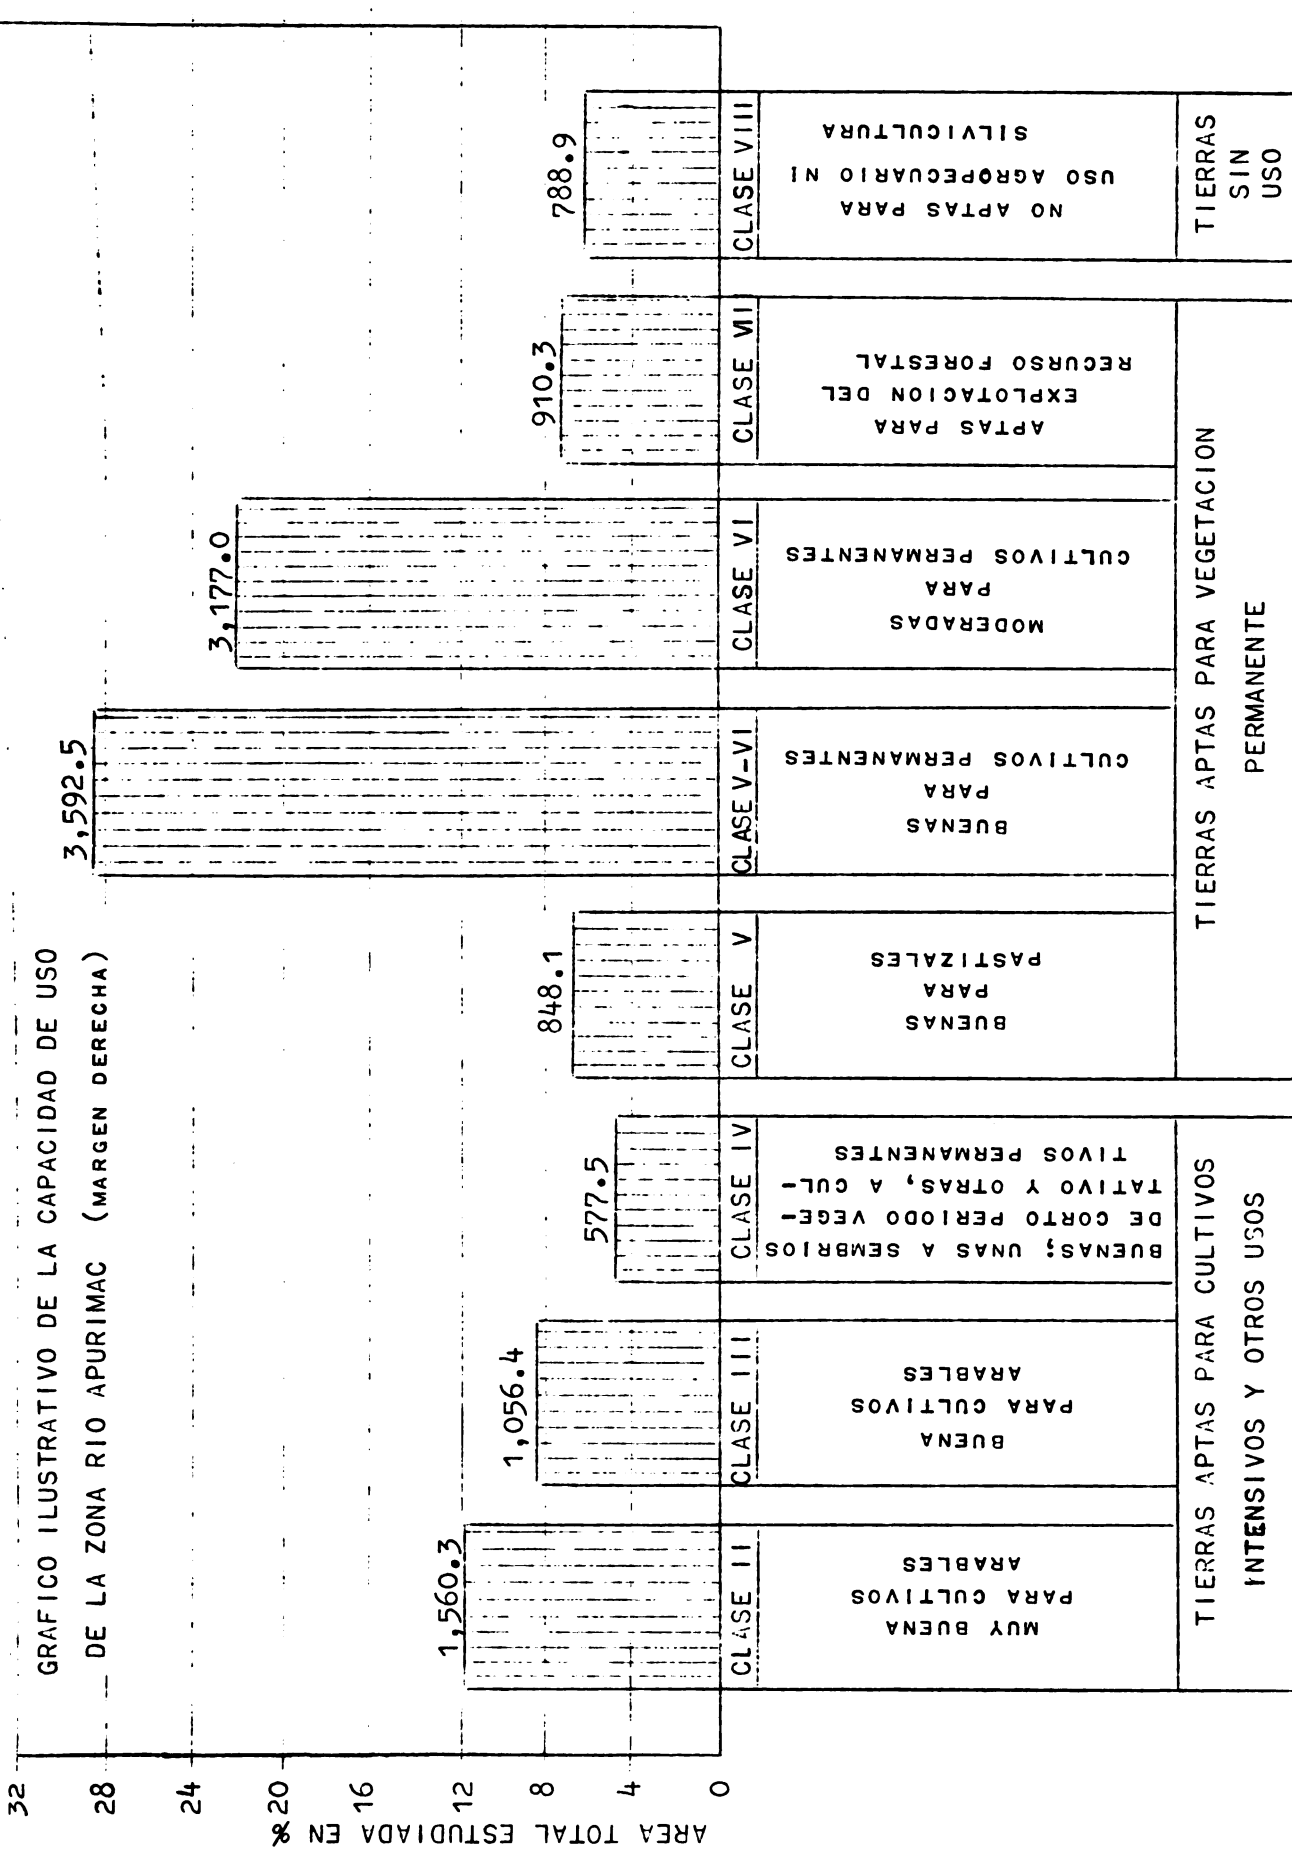 GRAFICO ILUSTRATIVO DE LA CAPACIDAD DE USO
DE LA ZONA RIO APURIMAC (MARGEN DERECHA)
AREA TOTAL ESTUDIADA EN %
32
28
24
20
16
12
8
4
0
1,560.3
1,056.4
577.5
848.1
3,592.5
3,177.0
910.3
788.9
CLASE II
CLASE III
CLASE IV
CLASE V
CLASE V-VI
CLASE VI
CLASE VII
CLASE VIII
MUY BUENA
PARA CULTIVOS
ARABLES
BUENA
PARA CULTIVOS
ARABLES
BUENAS; UNAS A SEMBRIOS
DE CORTO PERIODO VEGE-
TATIVO Y OTRAS, A CUL-
TIVOS PERMANENTES
BUENAS
PARA
PASTIZALES
BUENAS
PARA
CULTIVOS PERMANENTES
MODERADAS
PARA
CULTIVOS PERMANENTES
APTAS PARA
EXPLOTACION DEL
RECURSO FORESTAL
NO APTAS PARA
USO AGROPECUARIO NI
SILVICULTURA
TIERRAS APTAS PARA CULTIVOS
INTENSIVOS Y OTROS USOS
TIERRAS APTAS PARA VEGETACION
PERMANENTE
TIERRAS
SIN
USO